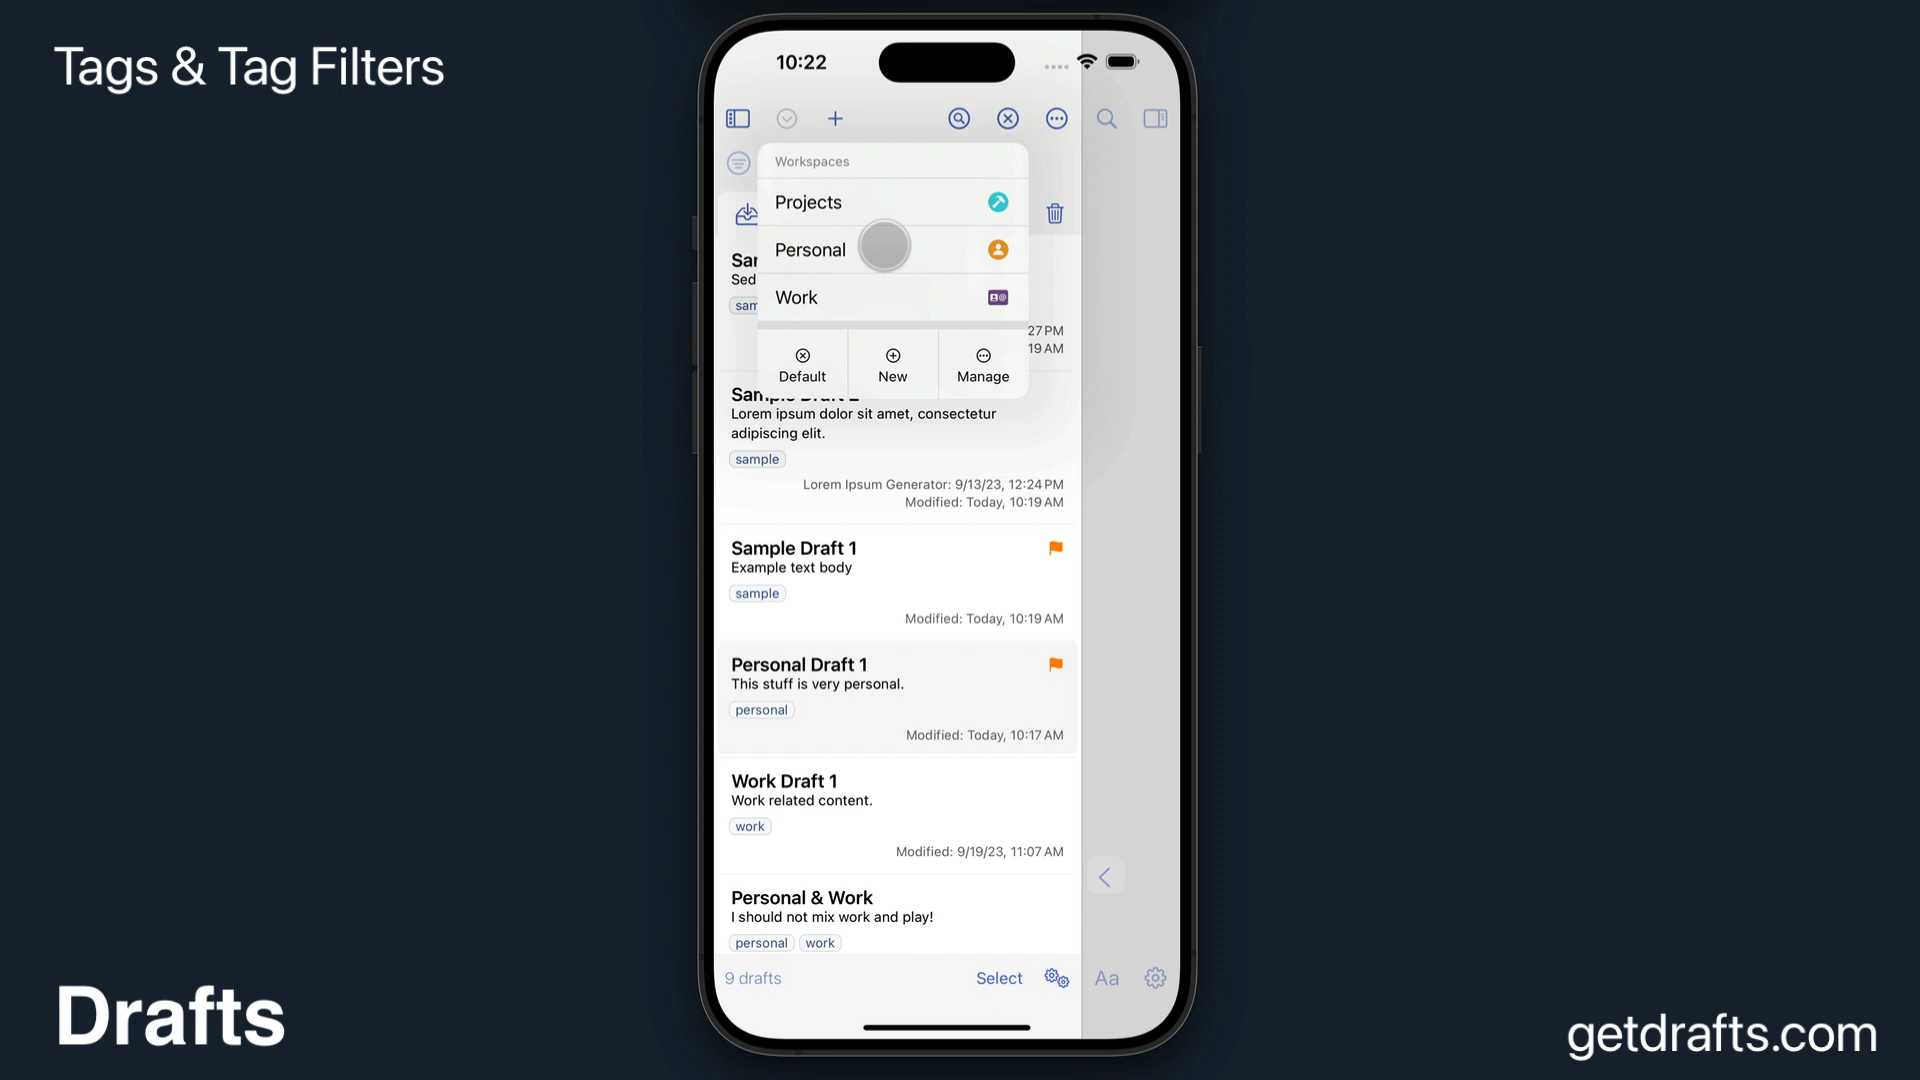 Tags & Tag Filters
10:22
Workspaces
Projects
Personal
Work
Default
New
Manage
Sed
27 PM
19 AM
Lorem ipsum dolor sit amet, consectetur
adipiscing elit.
sample
Lorem Ipsum Generator: 9/13/23, 12:24 PM
Modified: Today, 10:19 AM
Sample Draft 1
Example text body
sample
Modified: Today, 10:19 AM
Personal Draft 1
This stuff is very personal.
personal
Modified: Today, 10:17 AM
Work Draft 1
Work related content.
work
Modified: 9/19/23, 11:07 AM
Personal & Work
I should not mix work and play!
personal work
9 drafts
Select
Aa
Drafts
getdrafts.com